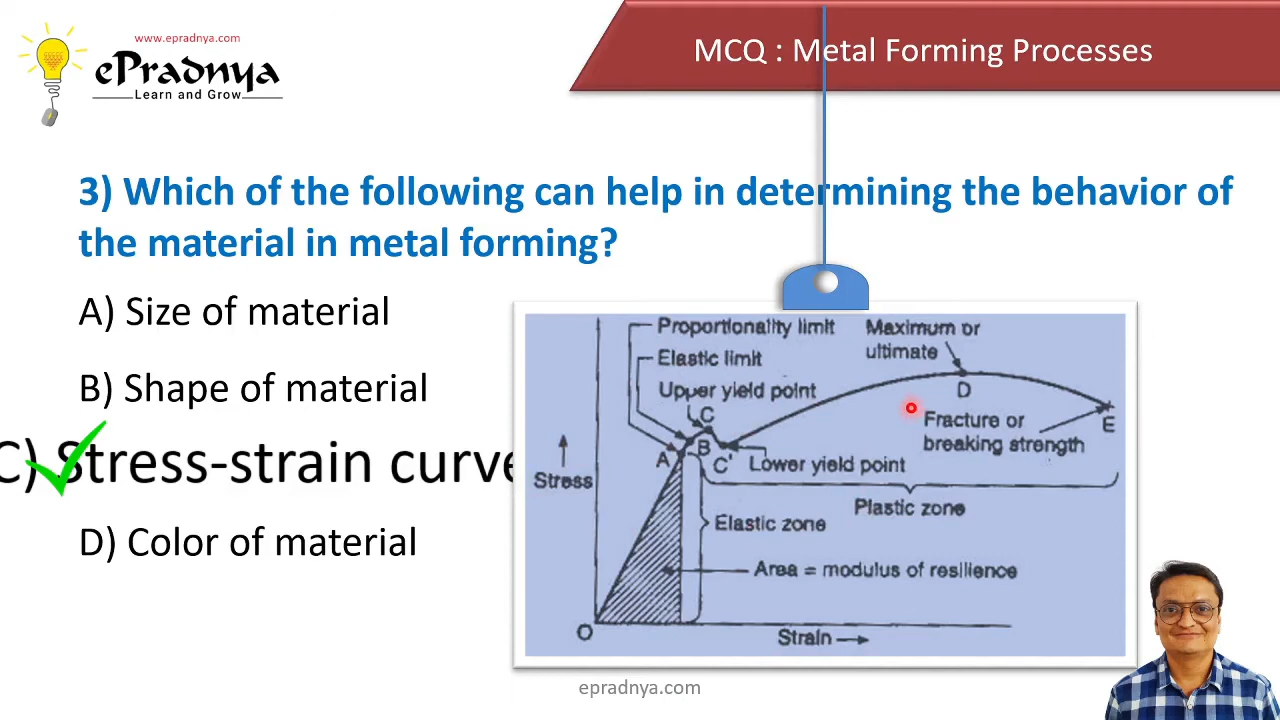 www.epradnya.com
ePradnya
Learn and Grow
MCQ : Metal Forming Processes
3) Which of the following can help in determining the behavior of
the material in metal forming?
A) Size of material
B) Shape of material
C) Stress-strain curve
D) Color of material
Proportionality limit
Elastic limit
Upper yield point
Maximum or
ultimate
C
D
Fracture or
breaking strength
E
A
B
C'
Lower yield point
Stress
Plastic zone
Elastic zone
Area = modulus of resilience
O
Strain
epradnya.com